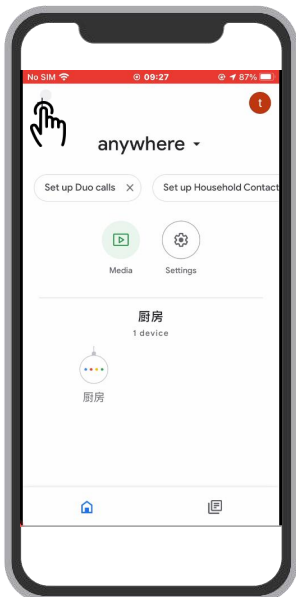 No SIM 09:27 87%
t
anywhere
Set up Duo calls Set up Household Contact
Media Settings
厨房
1 device
厨房